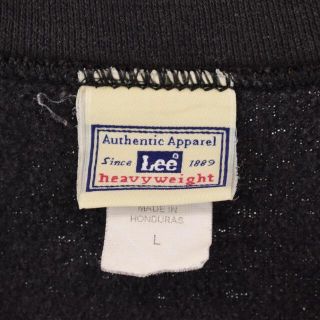 Authentic Apparel
Since Lee® 1889
heavyweight
MADE IN
HONDURAS
L